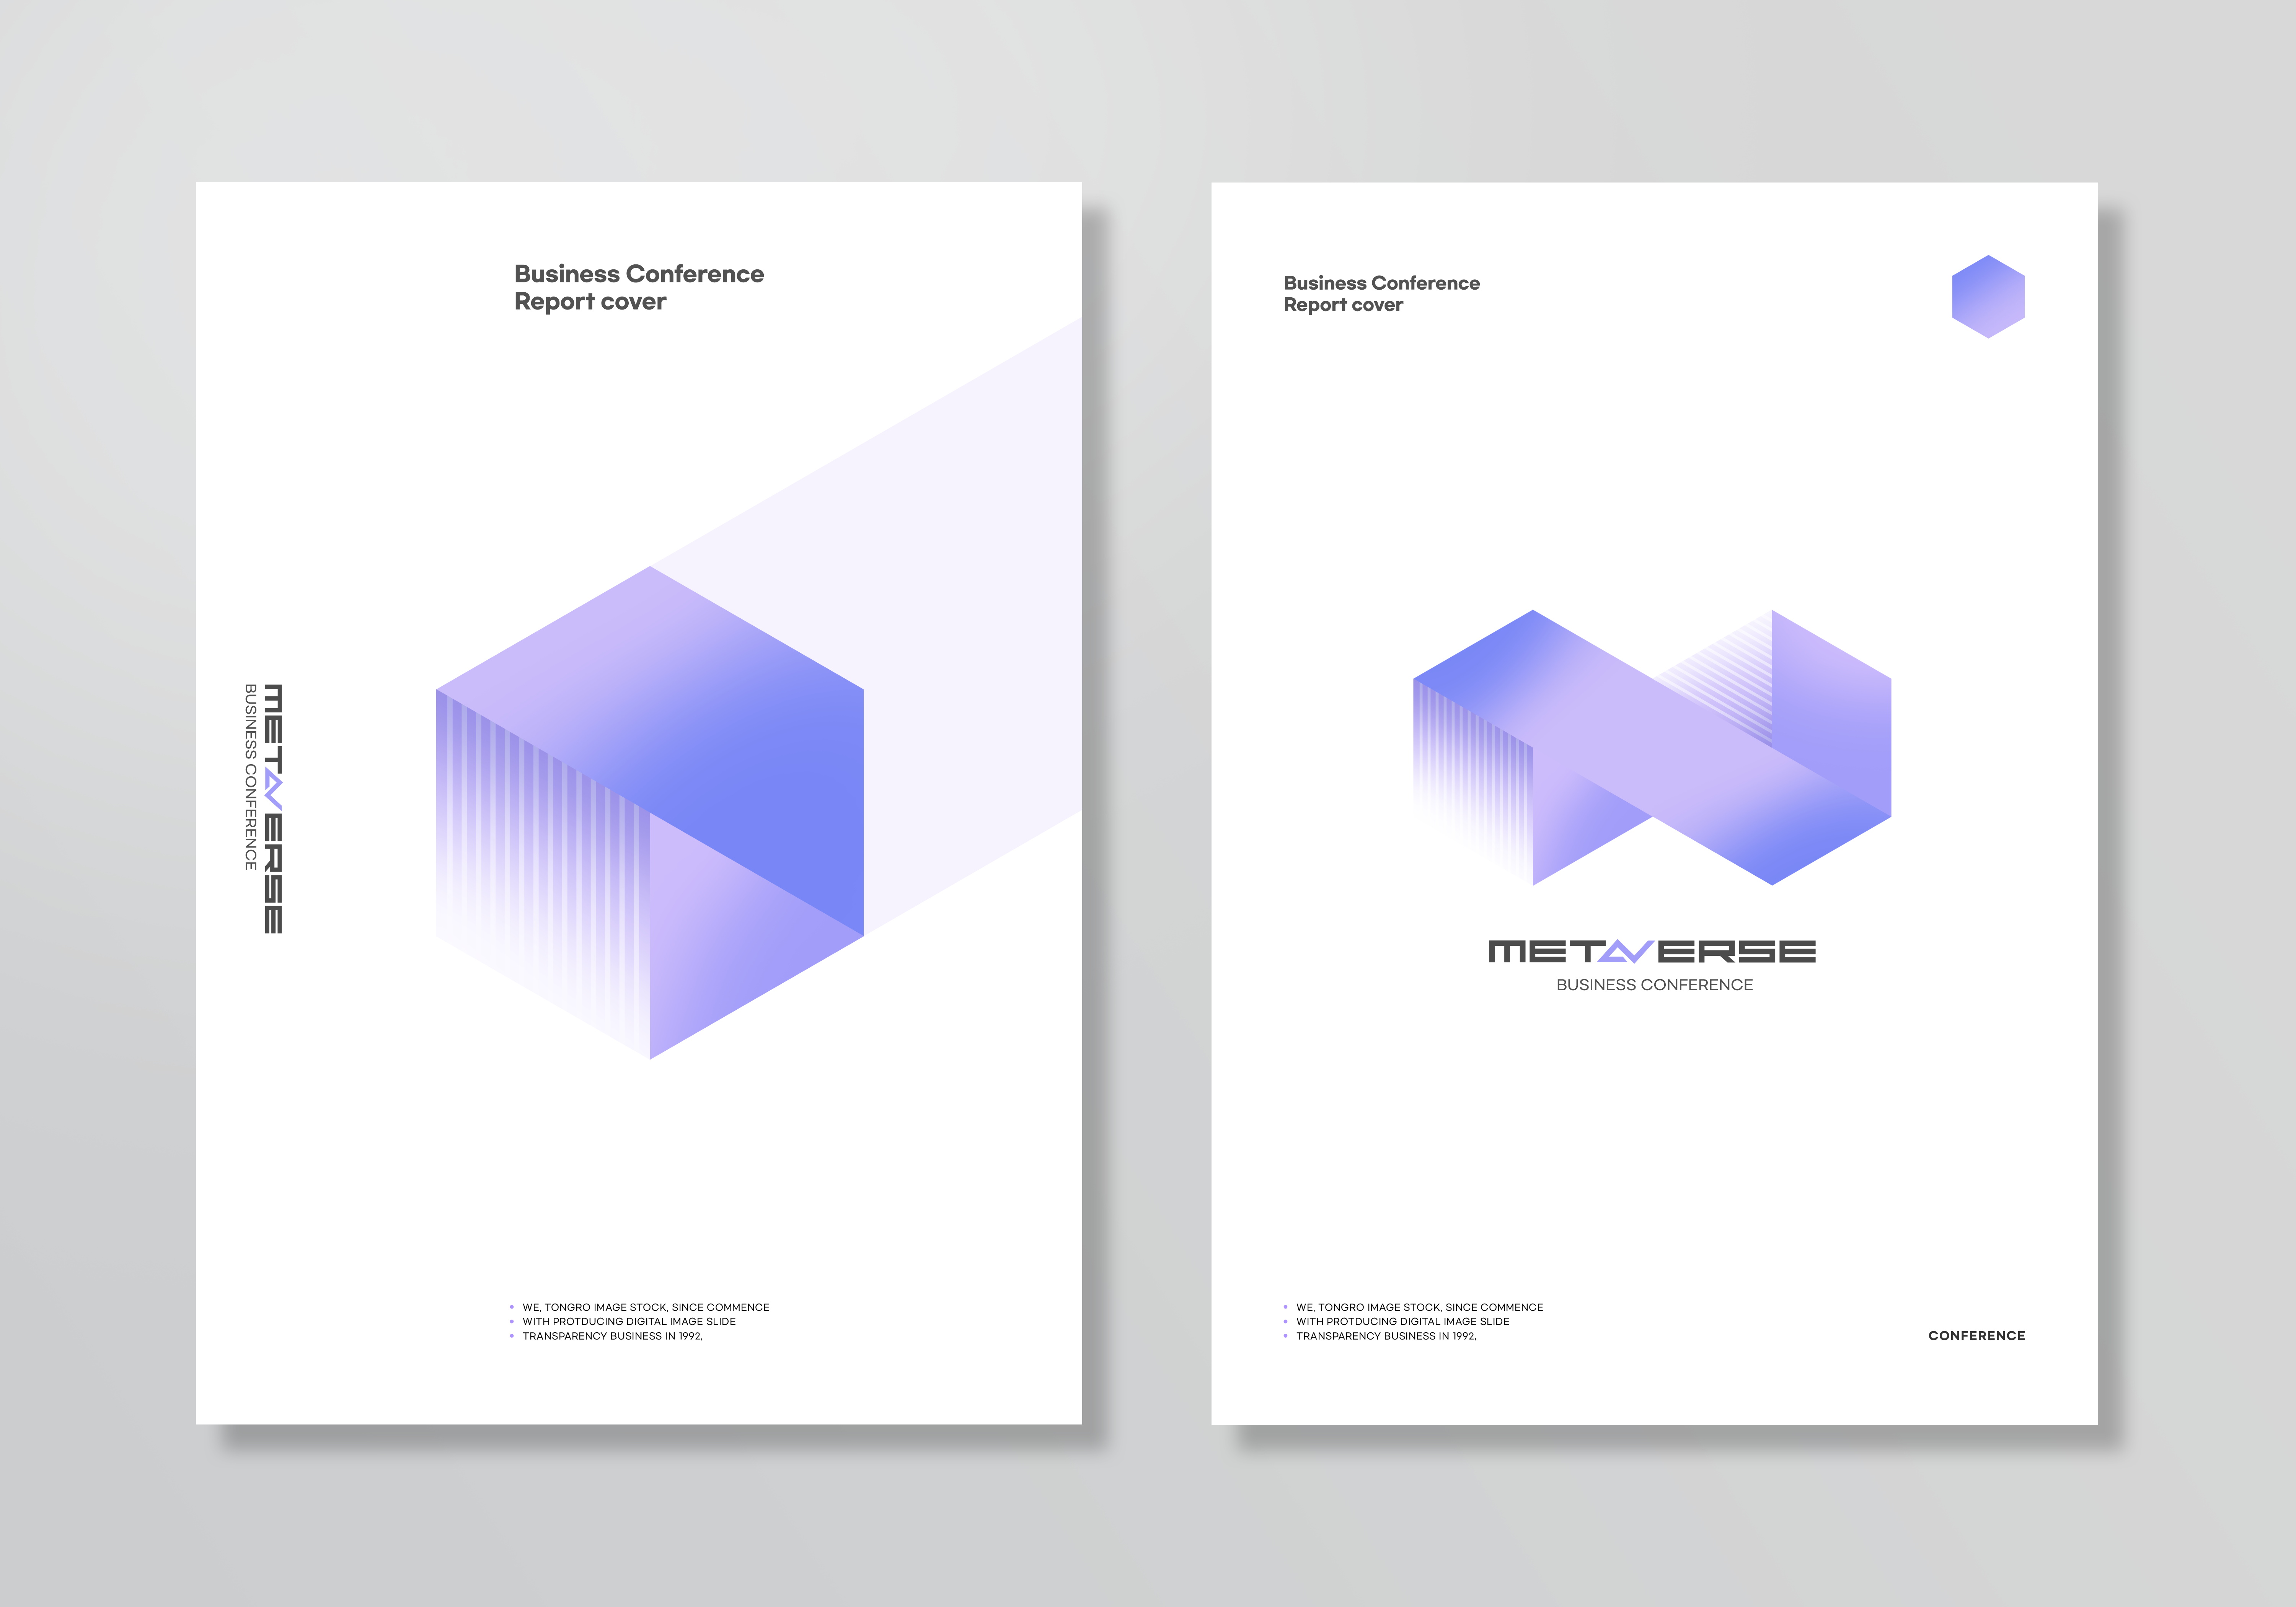 Business Conference
Report cover
METAVERSE
BUSINESS CONFERENCE
WE, TONGRO IMAGE STOCK, SINCE COMMENCE
WITH PROTDUCING DIGITAL IMAGE SLIDE
TRANSPARENCY BUSINESS IN 1992,
Business Conference
Report cover
METAVERSE
BUSINESS CONFERENCE
WE, TONGRO IMAGE STOCK, SINCE COMMENCE
WITH PROTDUCING DIGITAL IMAGE SLIDE
TRANSPARENCY BUSINESS IN 1992,
CONFERENCE